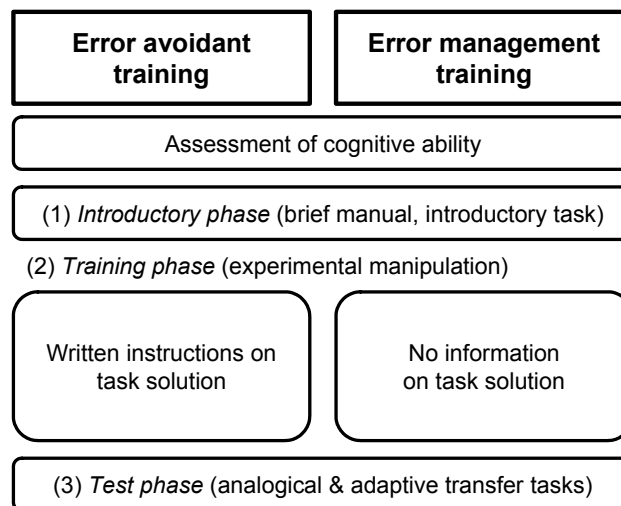 Error avoidant
training
Error management
training
Assessment of cognitive ability
(1) Introductory phase (brief manual, introductory task)
(2) Training phase (experimental manipulation)
Written instructions on
task solution
No information
on task solution
(3) Test phase (analogical & adaptive transfer tasks)